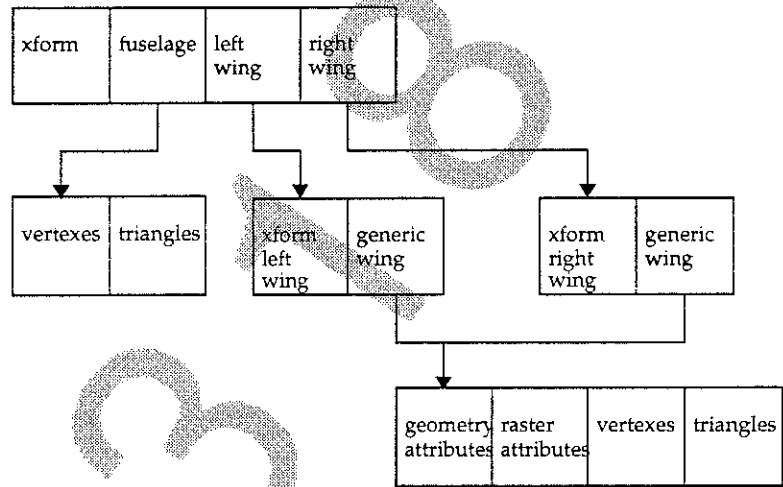 xform
fuselage
left
wing
right
wing
vertexes
triangles
xform
left
wing
generic
wing
xform
right
wing
generic
wing
geometry
attributes
raster
attributes
vertexes
triangles